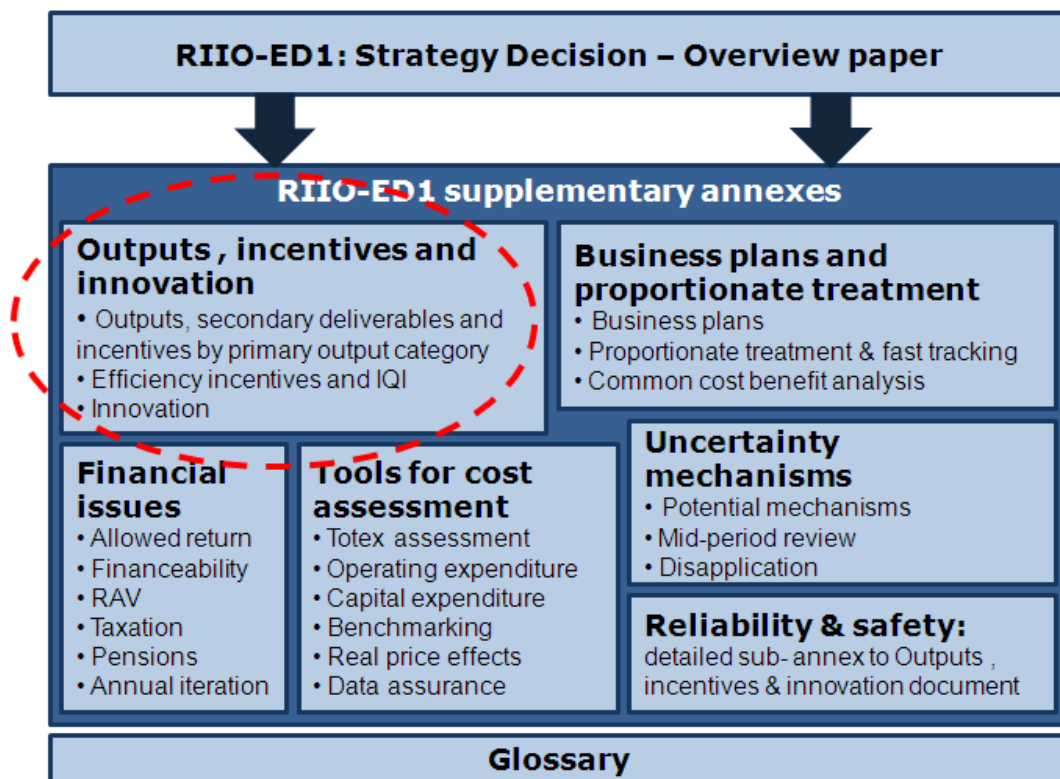 RIIO-ED1: Strategy Decision – Overview paper
RIIO-ED1 supplementary annexes
Outputs , incentives and
innovation
• Outputs, secondary deliverables and
incentives by primary output category
• Efficiency incentives and IQI
• Innovation
Business plans and
proportionate treatment
• Business plans
• Proportionate treatment & fast tracking
• Common cost benefit analysis
Financial
issues
• Allowed return
• Financeability
• RAV
• Taxation
• Pensions
• Annual iteration
Tools for cost
assessment
• Totex assessment
• Operating expenditure
• Capital expenditure
• Benchmarking
• Real price effects
• Data assurance
Uncertainty
mechanisms
• Potential mechanisms
• Mid-period review
• Disapplication
Reliability & safety:
detailed sub- annex to Outputs ,
incentives & innovation document
Glossary